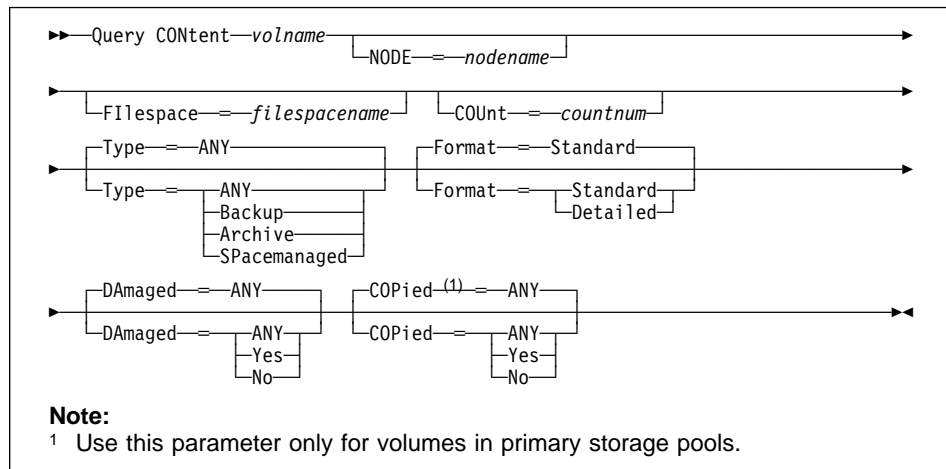 Query CONtent volname
NODE = nodename
FIlespace = filespacename COUnt = countnum
Type = ANY Format = Standard
Type = ANY Format = Standard
Backup Detailed
Archive
SPacemanaged
DAmaged = ANY COPied (1) = ANY
DAmaged = ANY COPied = ANY
Yes Yes
No No
Note:
1 Use this parameter only for volumes in primary storage pools.